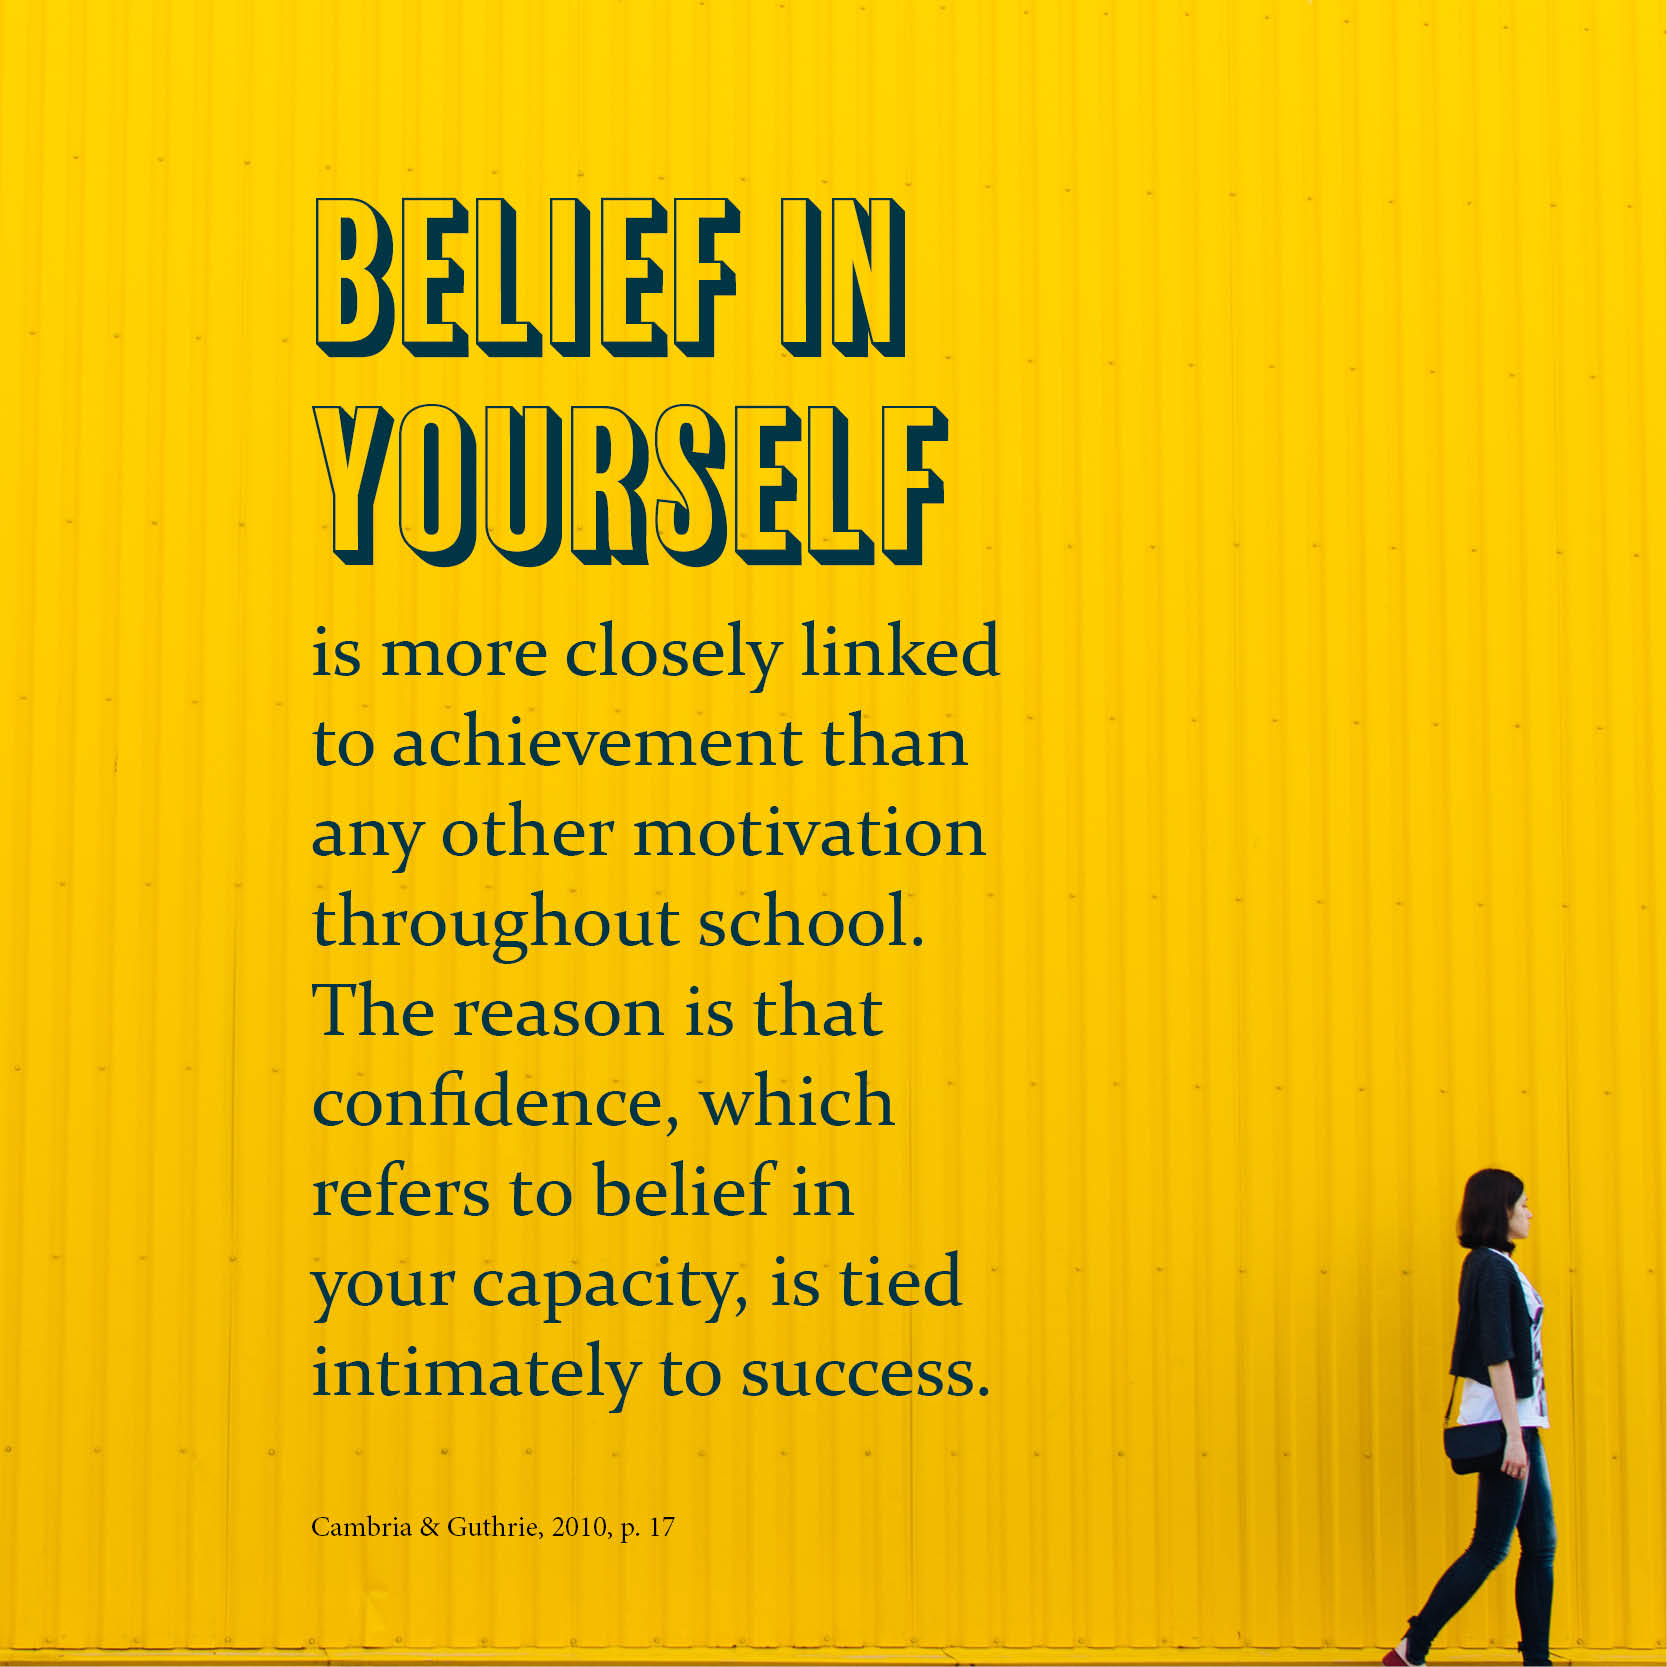 BELIEF IN
YOURSELF
is more closely linked
to achievement than
any other motivation
throughout school.
The reason is that
confidence, which
refers to belief in
your capacity, is tied
intimately to success.
Cambria & Guthrie, 2010, p. 17